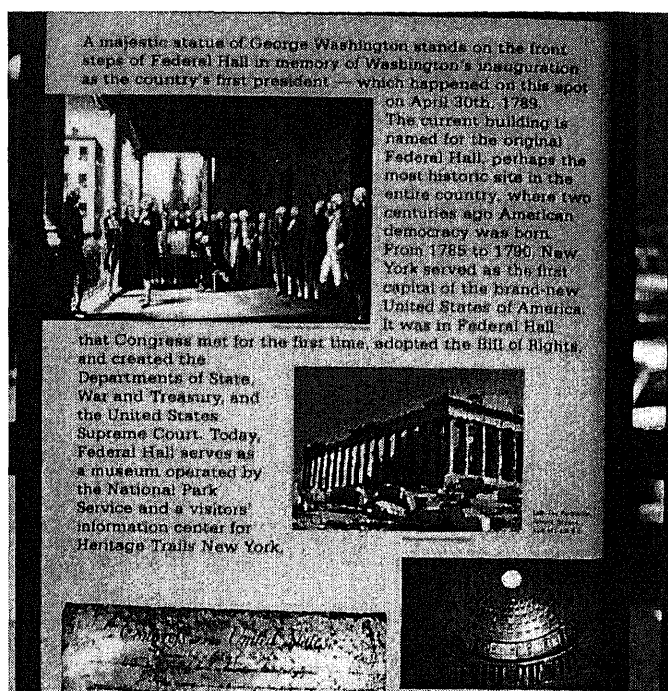 A majestic statue of George Washington stands on the front
steps of Federal Hall in memory of Washington's inauguration
as the country's first president — which happened on this spot
on April 30th, 1789.
The current building is
named for the original
Federal Hall, perhaps the
most historic site in the
entire country, where two
centuries ago American
democracy was born.
From 1785 to 1790, New
York served as the first
capital of the brand-new
United States of America.
It was in Federal Hall
that Congress met for the first time, adopted the Bill of Rights,
and created the
Departments of State,
War and Treasury, and
the United States
Supreme Court. Today,
Federal Hall serves as
a museum operated by
the National Park
Service and a visitors'
information center for
Heritage Trails New York.
Congress United States